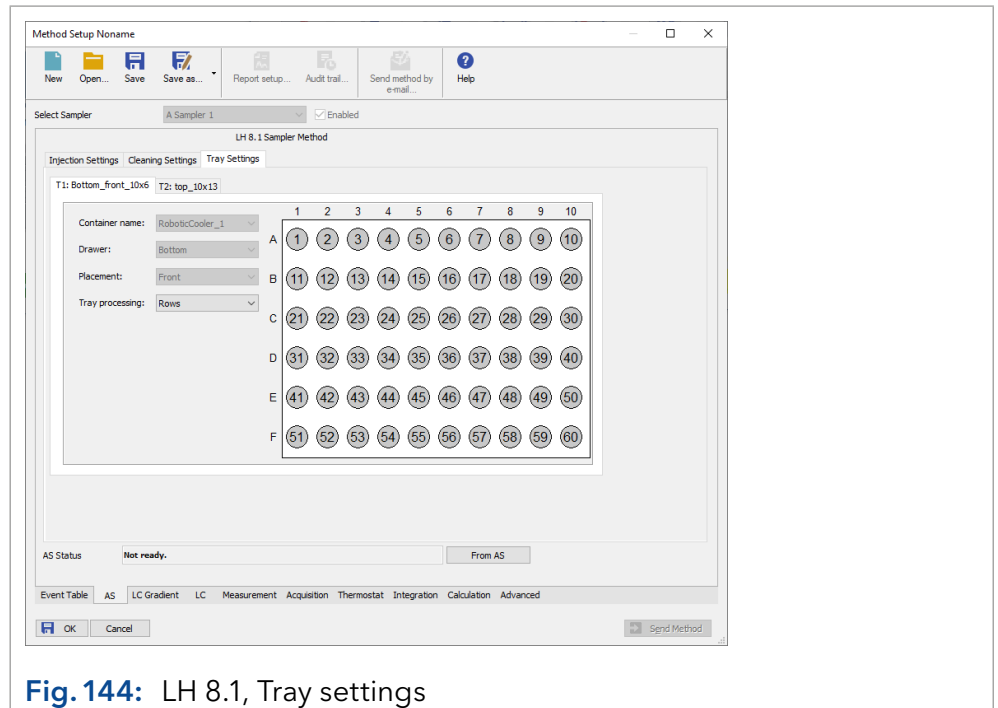 Method Setup Noname
New Open... Save Save as... Report setup... Audit trail... Send method by e-mail... Help
Select Sampler A Sampler 1 Enabled
LH 8.1 Sampler Method
Injection Settings Cleaning Settings Tray Settings
T1: Bottom_front_10x6 T2: top_10x13
Container name: RoboticCooler_1
Drawer: Bottom
Placement: Front
Tray processing: Rows
1 2 3 4 5 6 7 8 9 10
A 1 2 3 4 5 6 7 8 9 10
B 11 12 13 14 15 16 17 18 19 20
C 21 22 23 24 25 26 27 28 29 30
D 31 32 33 34 35 36 37 38 39 40
E 41 42 43 44 45 46 47 48 49 50
F 51 52 53 54 55 56 57 58 59 60
AS Status Not ready. From AS
Event Table AS LC Gradient LC Measurement Acquisition Thermostat Integration Calculation Advanced
OK Cancel Send Method
Fig. 144: LH 8.1, Tray settings